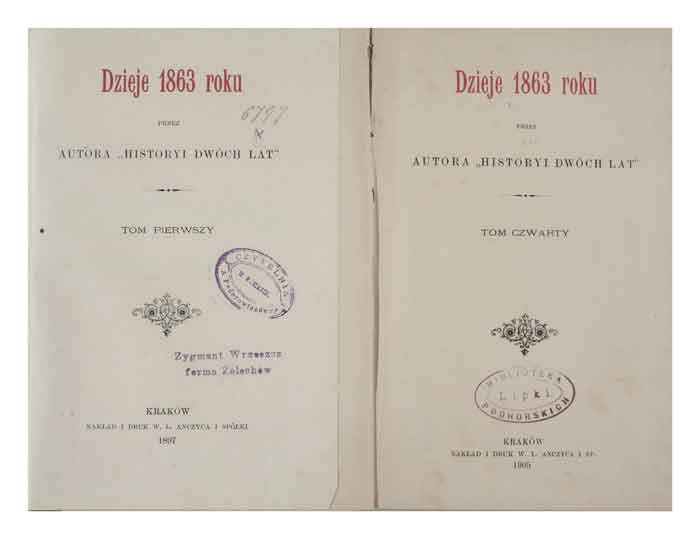 Dzieje 1863 roku
6797
PRZEZ
AUTORA „HISTORYI DWÓCH LAT“
TOM PIERWSZY
CZYTELNIA
Zygmunt Wrzeszcz
ferma Żelechów
KRAKÓW
NAKŁAD I DRUK W. L. ANCZYCA I SPÓŁKI
1897
Dzieje 1863 roku
PRZEZ
AUTORA „HISTORYI DWÓCH LAT“
TOM CZWARTY
BIBLIOTEKA
Lipki
PODHORSKICH
KRAKÓW
NAKŁAD I DRUK W. L. ANCZYCA I SP.
1905